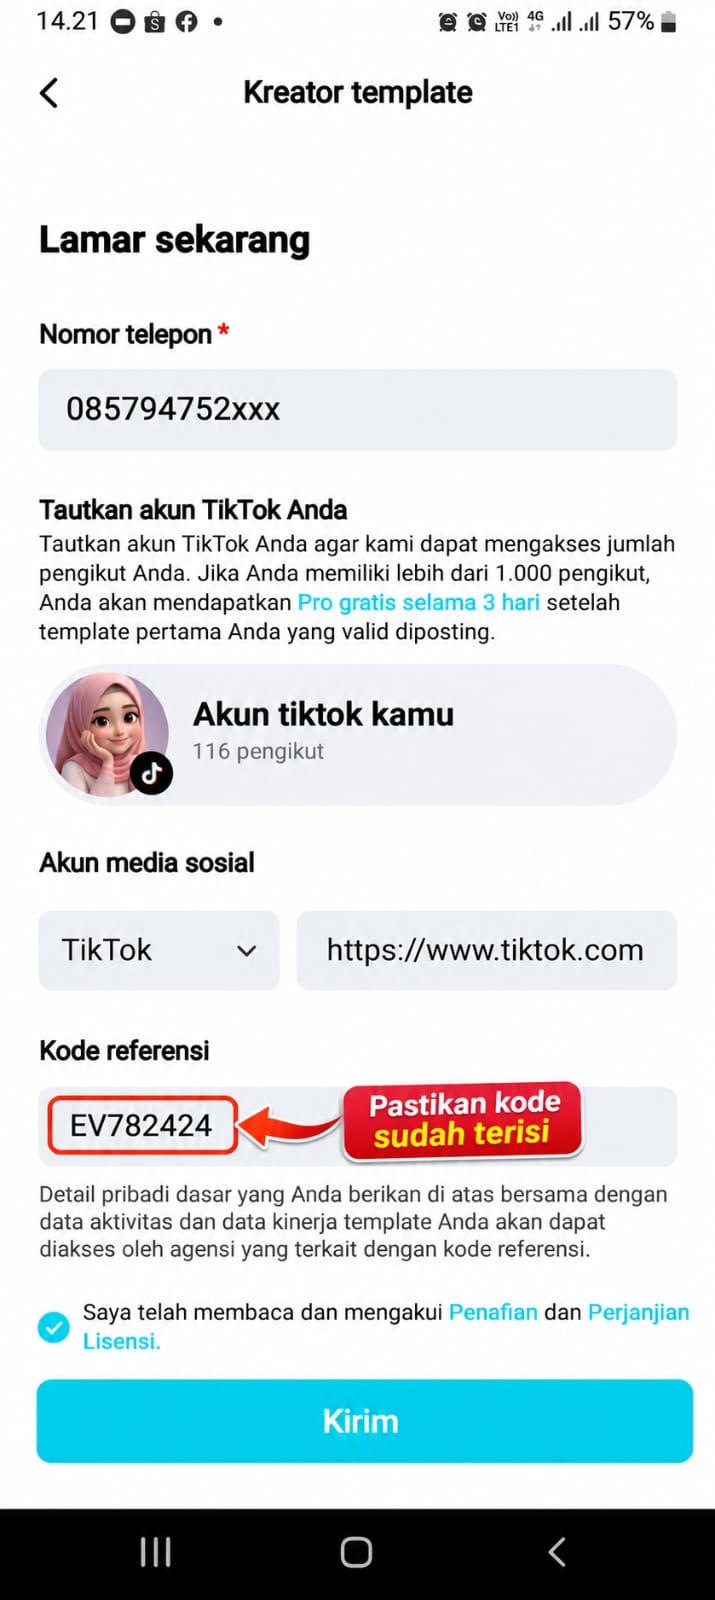 14.21
Vo)) 4G
LTE1
57%
Kreator template
Lamar sekarang
Nomor telepon *
085794752xxx
Tautkan akun TikTok Anda
Tautkan akun TikTok Anda agar kami dapat mengakses jumlah
pengikut Anda. Jika Anda memiliki lebih dari 1.000 pengikut,
Anda akan mendapatkan Pro gratis selama 3 hari setelah
template pertama Anda yang valid diposting.
Akun tiktok kamu
116 pengikut
Akun media sosial
TikTok
https://www.tiktok.com
Kode referensi
EV782424
Pastikan kode
sudah terisi
Detail pribadi dasar yang Anda berikan di atas bersama dengan
data aktivitas dan data kinerja template Anda akan dapat
diakses oleh agensi yang terkait dengan kode referensi.
Saya telah membaca dan mengakui Penafian dan Perjanjian
Lisensi.
Kirim